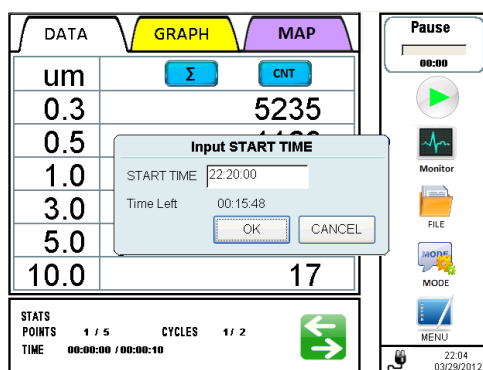 DATA GRAPH MAP
um Σ CNT
0.3 5235
0.5
1.0
3.0
5.0
10.0 17
Input START TIME
START TIME 22:20:00
Time Left 00:15:48
OK CANCEL
STATS
POINTS 1 / 5 CYCLES 1 / 2
TIME 00:00:00 / 00:00:10
Pause
00:00
Monitor
FILE
MODE
MODE
MENU
22:04
03/29/2012